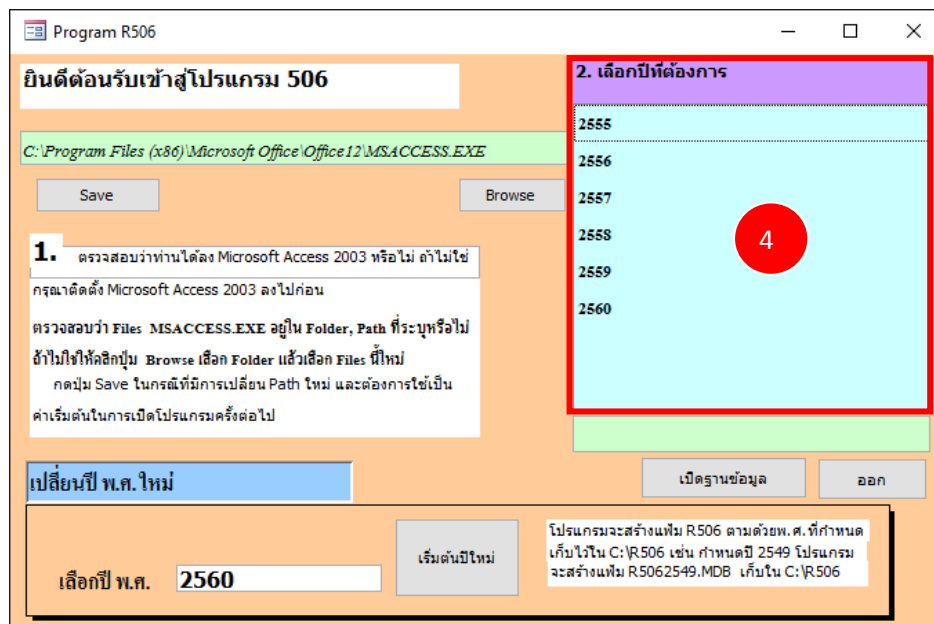 Program R506
ยินดีต้อนรับเข้าสู่โปรแกรม 506
C:\Program Files (x86)\Microsoft Office\Office12\MSACCESS.EXE
Save
Browse
1. ตรวจสอบว่าท่านได้ลง Microsoft Access 2003 หรือไม่ ถ้าไม่ใช่
กรุณาติดตั้ง Microsoft Access 2003 ลงไปก่อน
ตรวจสอบว่า Files MSACCESS.EXE อยู่ใน Folder, Path ที่ระบุหรือไม่
ถ้าไม่ใช่ให้คลิกปุ่ม Browse เลือก Folder แล้วเลือก Files นี้ใหม่
กดปุ่ม Save ในกรณีที่มีการเปลี่ยน Path ใหม่ และต้องการใช้เป็น
ค่าเริ่มต้นในการเปิดโปรแกรมครั้งต่อไป
2. เลือกปีที่ต้องการ
2555
2556
2557
2558
2559
2560
4
เปิดฐานข้อมูล
ออก
เปลี่ยนปี พ.ศ.ใหม่
เลือกปี พ.ศ.
2560
เริ่มต้นปีใหม่
โปรแกรมจะสร้างแฟ้ม R506 ตามด้วยพ.ศ.ที่กำหนด
เก็บไว้ใน C:\R506 เช่น กำหนดปี 2549 โปรแกรม
จะสร้างแฟ้ม R5062549.MDB เก็บใน C:\R506